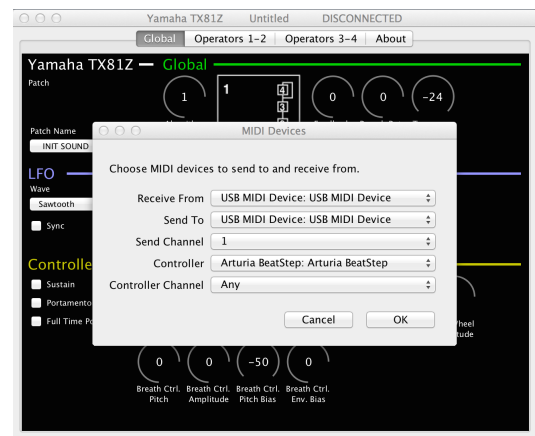 Yamaha TX81Z Untitled DISCONNECTED
Global Operators 1-2 Operators 3-4 About
Yamaha TX81Z Global
Patch
1
1
4
3
0
0
-24
Patch Name
INIT SOUND
LFO
Wave
Sawtooth
Sync
Controlle
Sustain
Portamento
Full Time Po
MIDI Devices
Choose MIDI devices to send to and receive from.
Receive From USB MIDI Device: USB MIDI Device
Send To USB MIDI Device: USB MIDI Device
Send Channel 1
Controller Arturia BeatStep: Arturia BeatStep
Controller Channel Any
Cancel OK
heel
tude
0
0
-50
0
Breath Ctrl. Breath Ctrl. Breath Ctrl. Breath Ctrl.
Pitch Amplitude Pitch Bias Env. Bias